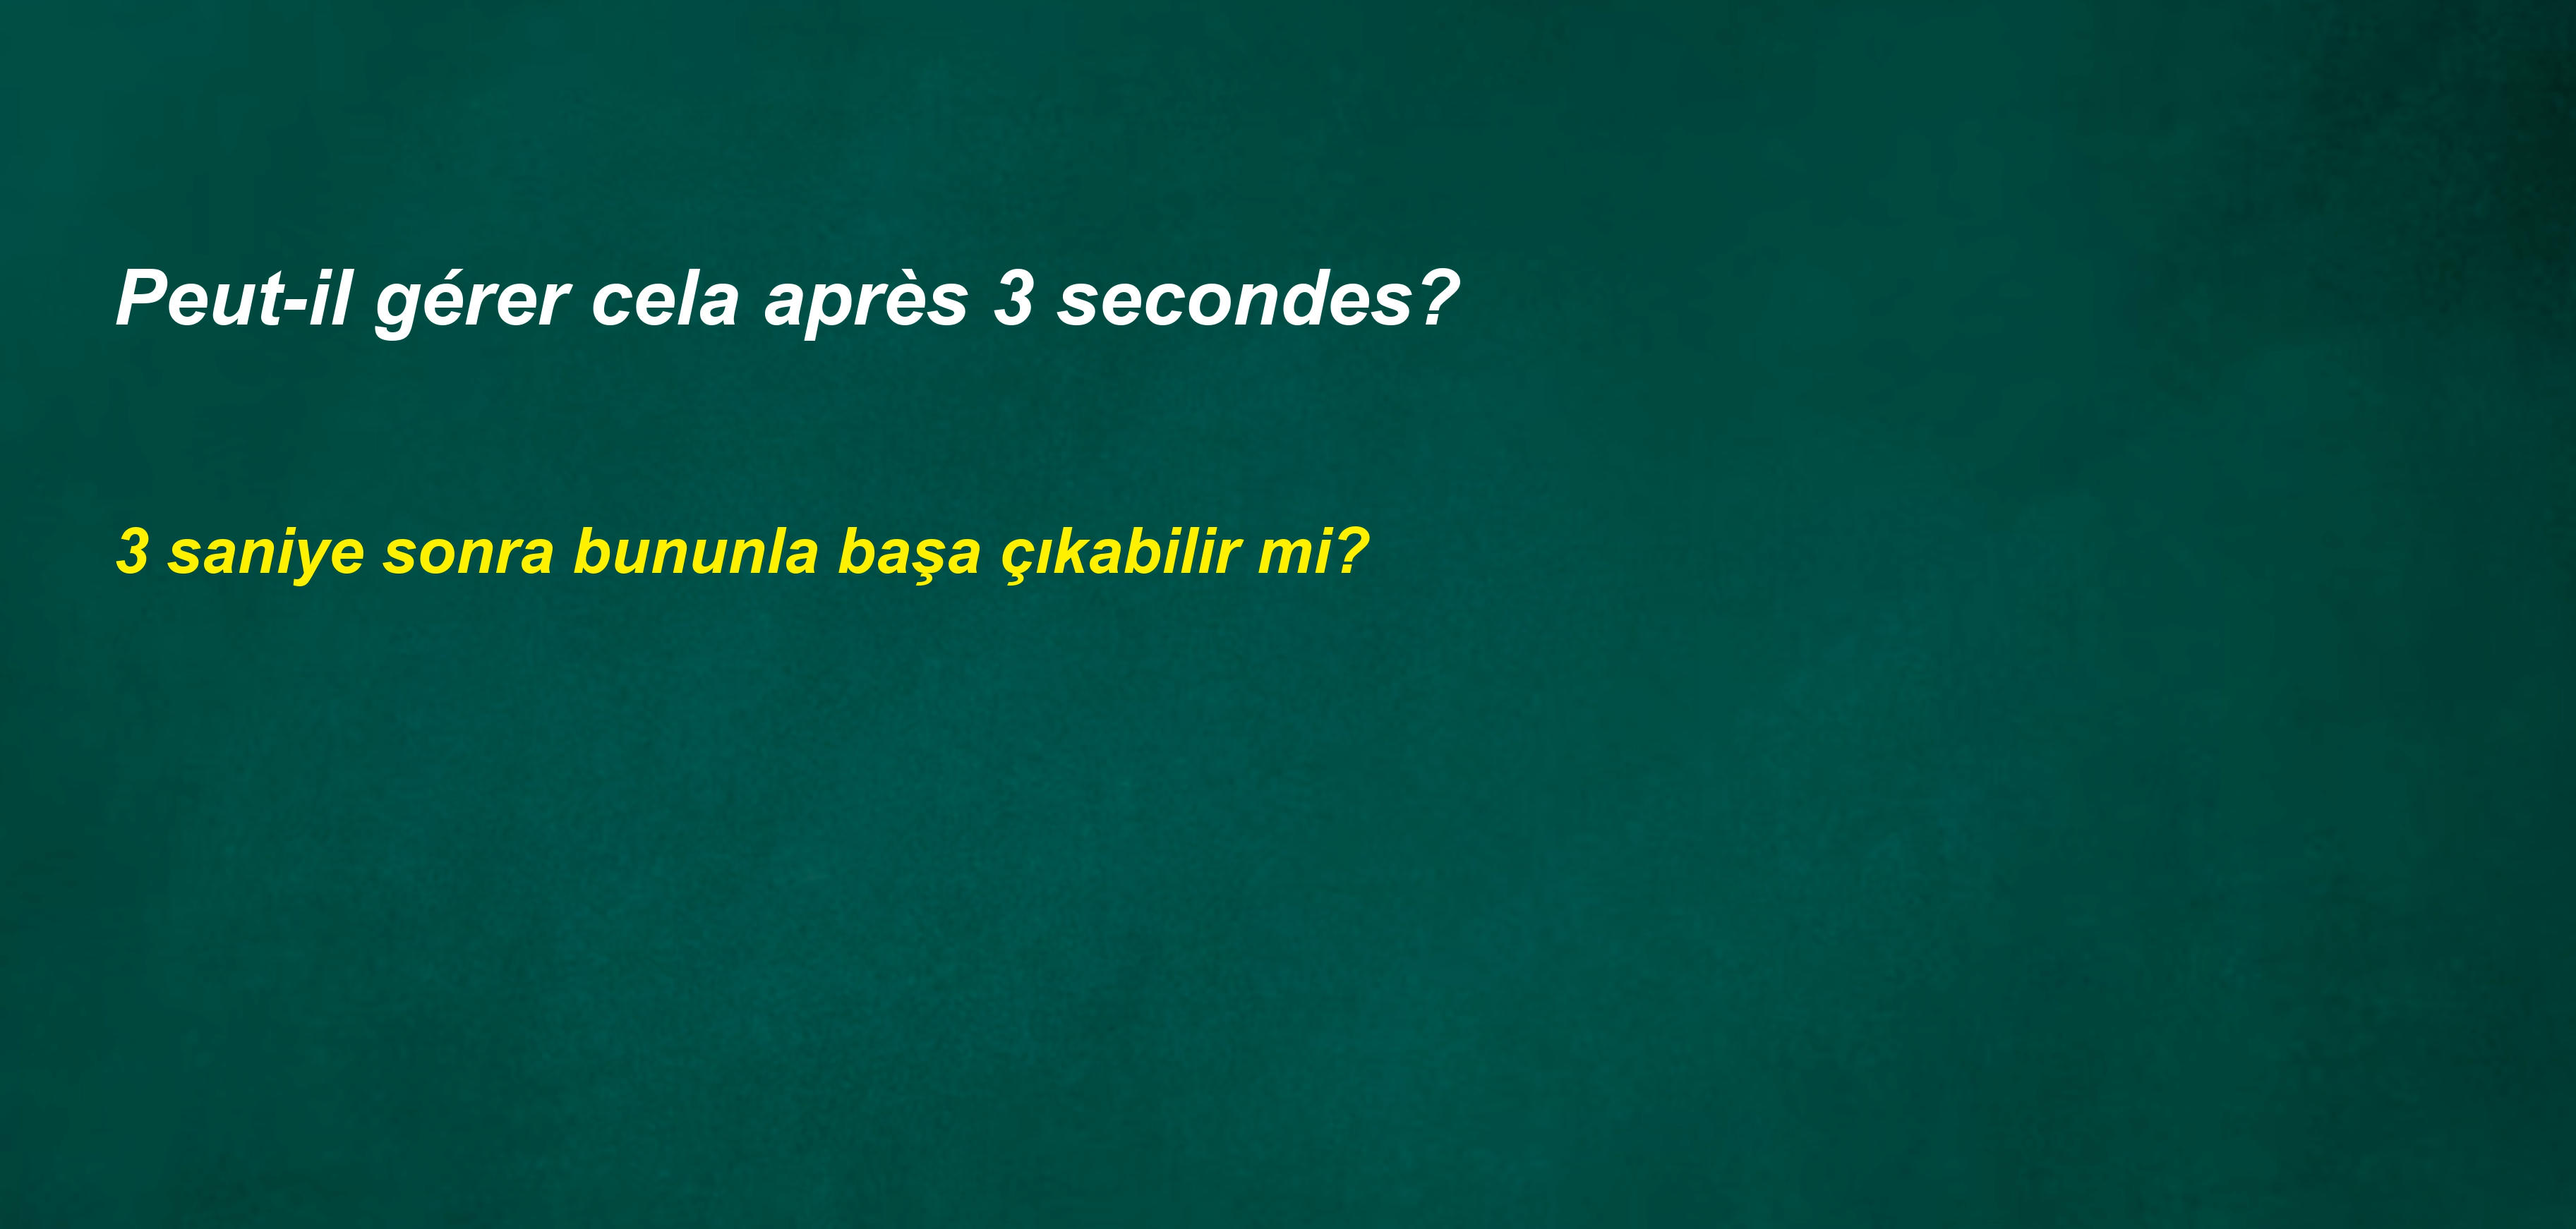 Peut-il gérer cela après 3 secondes?
3 saniye sonra bununla başa çıkabilir mi?